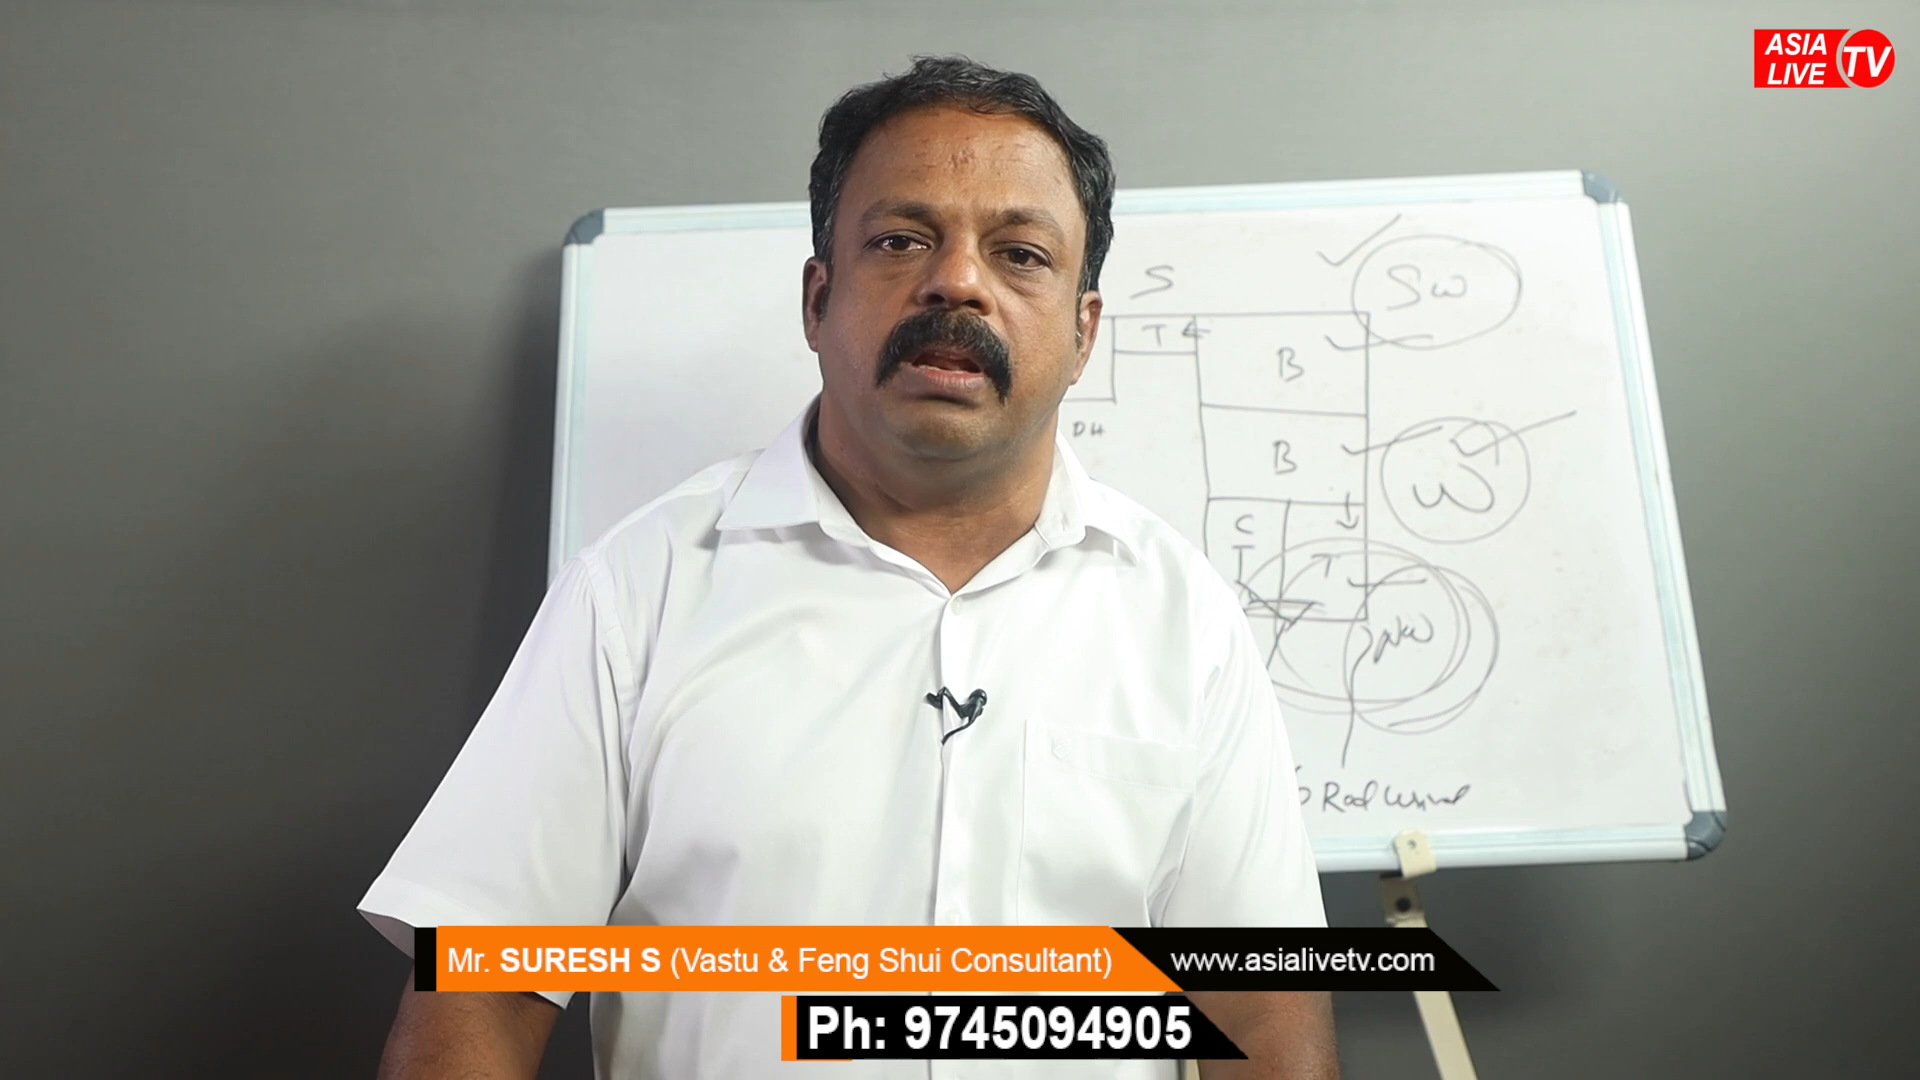 ASIA
LIVE TV
S
SW
T
B
DH
B
W
C
T
T
NW
Mr. SURESH S (Vastu & Feng Shui Consultant)
www.asialivetv.com
Ph: 9745094905